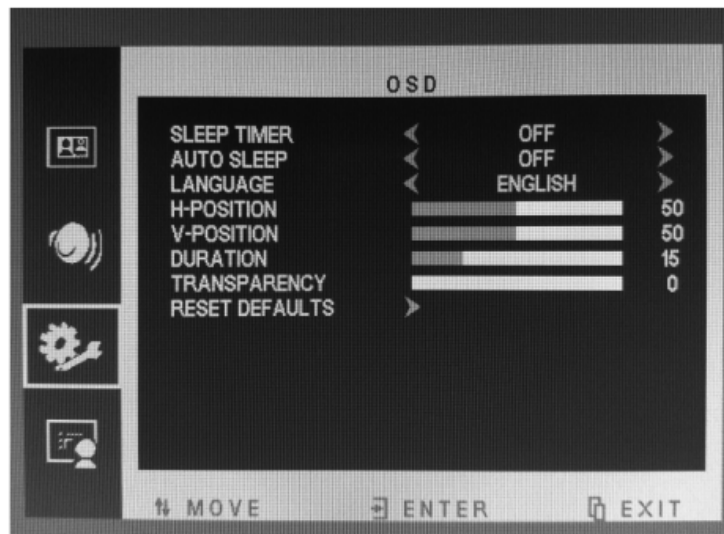 OSD
SLEEP TIMER OFF
AUTO SLEEP OFF
LANGUAGE ENGLISH
H-POSITION 50
V-POSITION 50
DURATION 15
TRANSPARENCY 0
RESET DEFAULTS
MOVE ENTER EXIT